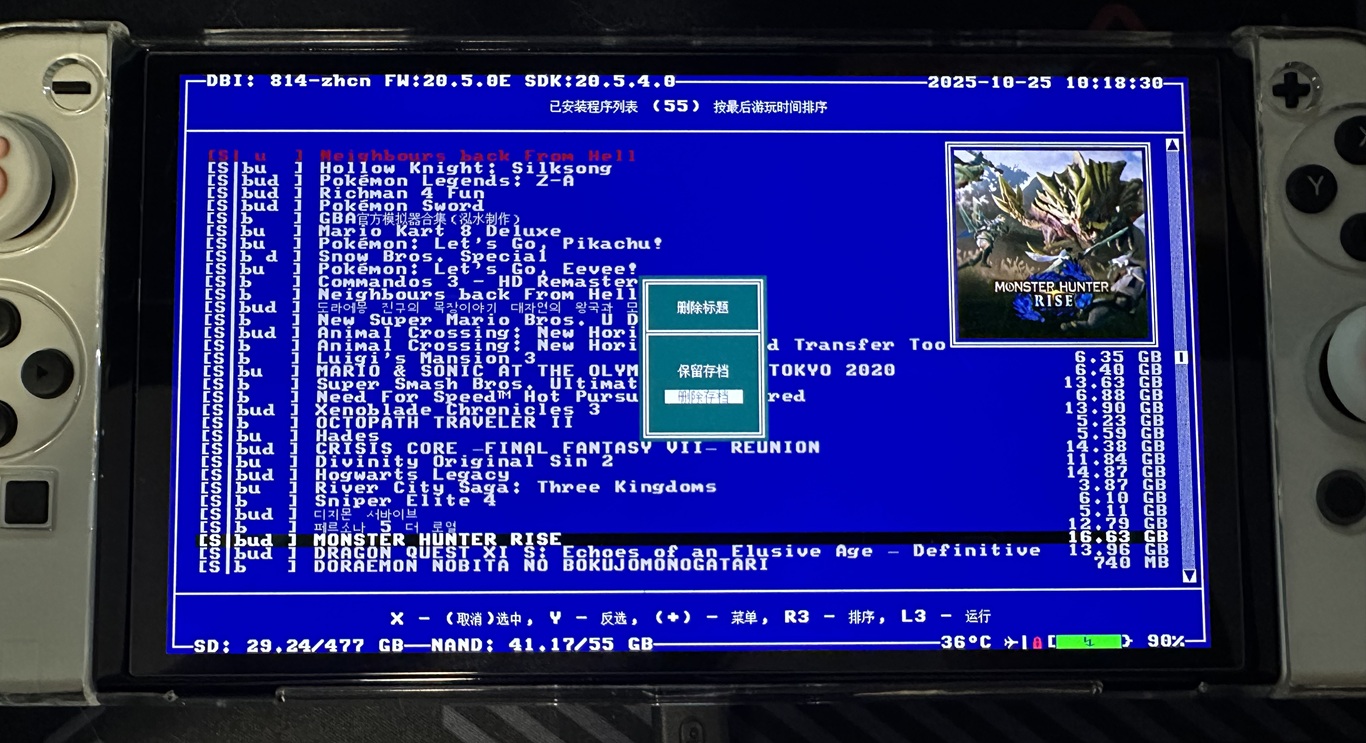 DBI: 814-zhcn FW:20.5.0E SDK:20.5.4.0 2025-10-25 10:18:30
已安装程序列表 (55) 按最后游玩时间排序
[S| u ] Neighbours back From Hell
[S|bu ] Hollow Knight: Silksong
[S|bud ] Pokémon Legends: Z-A
[S|bud ] Richman 4 Fun
[S|bud ] Pokémon Sword
[S|b ] GBA官方模拟器合集(泓水制作)
[S|bu ] Mario Kart 8 Deluxe
[S|bu ] Pokémon: Let's Go, Pikachu!
[S|b d ] Snow Bros. Special
[S|bu ] Pokémon: Let's Go, Eevee!
[S|b ] Commandos 3 - HD Remaster
[S|b ] Neighbours back From Hell
[S|bud ] 도라에몽 진구의 목장이야기 대자연의 왕국과 모
[S|b ] New Super Mario Bros. U D
[S|bud ] Animal Crossing: New Hori
[S|b ] Animal Crossing: New Hori d Transfer Too
[S|b ] Luigi's Mansion 3 6.35 GB
[S|bu ] MARIO & SONIC AT THE OLYM TOKYO 2020 6.40 GB
[S|b ] Super Smash Bros. Ultimat 13.63 GB
[S|b ] Need For Speed™ Hot Pursu red 6.88 GB
[S|bud ] Xenoblade Chronicles 3 13.90 GB
[S|b ] OCTOPATH TRAVELER II 5.23 GB
[S|bu ] Hades 5.59 GB
[S|bud ] CRISIS CORE –FINAL FANTASY VII– REUNION 14.38 GB
[S|bu ] Divinity Original Sin 2 11.84 GB
[S|bud ] Hogwarts Legacy 14.87 GB
[S|bu ] River City Saga: Three Kingdoms 3.87 GB
[S|b ] Sniper Elite 4 6.10 GB
[S|bud ] 디지몬 서바이브 5.11 GB
[S|b ] 페르소나 5 더 로열 12.79 GB
[S|bud ] MONSTER HUNTER RISE 16.63 GB
[S|bud ] DRAGON QUEST XI S: Echoes of an Elusive Age – Definitive 13.96 GB
[S|b ] DORAEMON NOBITA NO BOKUJOMONOGATARI 740 MB
删除标题
保留存档
删除存档
MONSTER HUNTER
RISE
X - (取消)选中, Y - 反选, (+) - 菜单, R3 - 排序, L3 - 运行
SD: 29.24/477 GB NAND: 41.17/55 GB 36°C 90%
Y